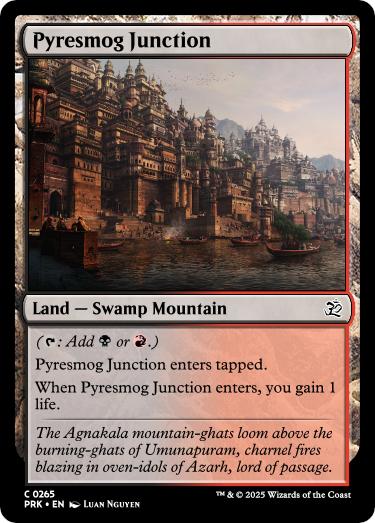 Pyresmog Junction
Land — Swamp Mountain
(T: Add B or R.)
Pyresmog Junction enters tapped.
When Pyresmog Junction enters, you gain 1
life.
The Agnakala mountain-ghats loom above the
burning-ghats of Umunapuram, charnel fires
blazing in oven-idols of Azarh, lord of passage.
C 0265
PRK • EN Luan Nguyen
™ & © 2025 Wizards of the Coast